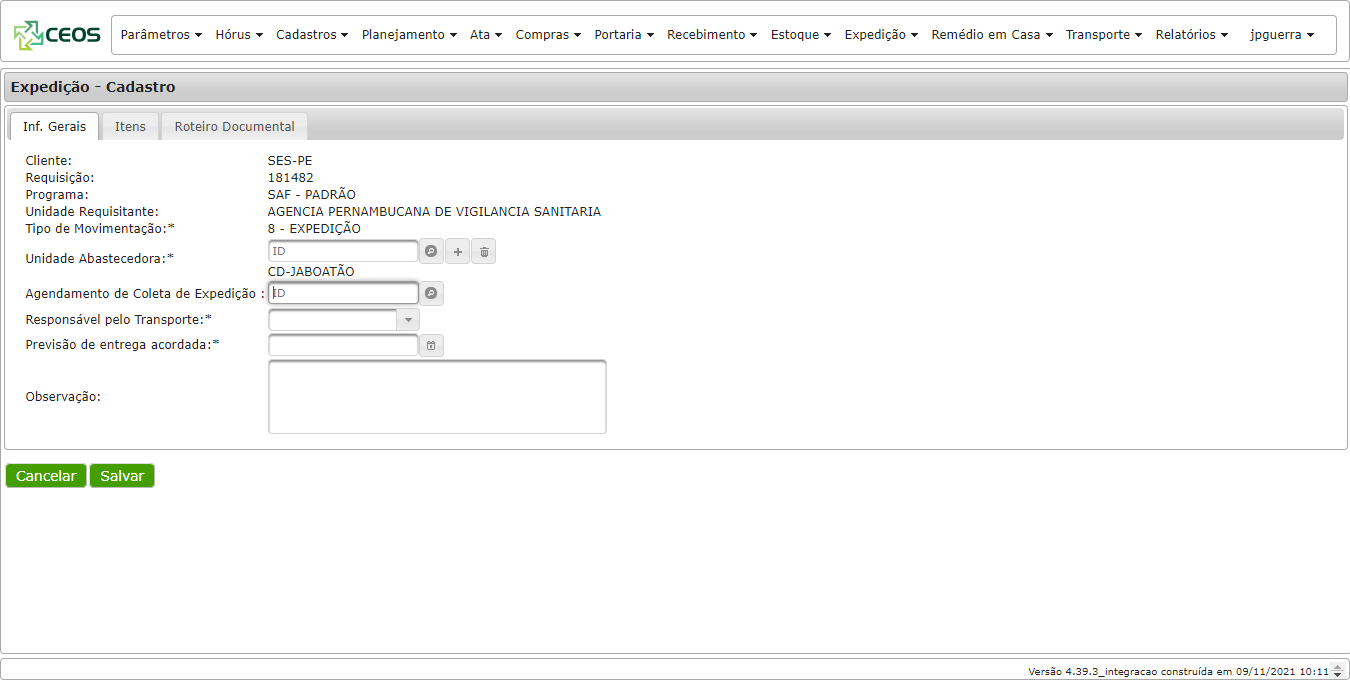 CEOS Parâmetros Hórus Cadastros Planejamento Ata Compras Portaria Recebimento Estoque Expedição Remédio em Casa Transporte Relatórios jpguerra
Expedição - Cadastro
Inf. Gerais Itens Roteiro Documental
Cliente: SES-PE
Requisição: 181482
Programa: SAF - PADRÃO
Unidade Requisitante: AGENCIA PERNAMBUCANA DE VIGILANCIA SANITARIA
Tipo de Movimentação:* 8 - EXPEDIÇÃO
Unidade Abastecedora:* ID
CD-JABOATÃO
Agendamento de Coleta de Expedição : ID
Responsável pelo Transporte:*
Previsão de entrega acordada:*
Observação:
Cancelar Salvar
Versão 4.39.3_integracao construída em 09/11/2021 10:11